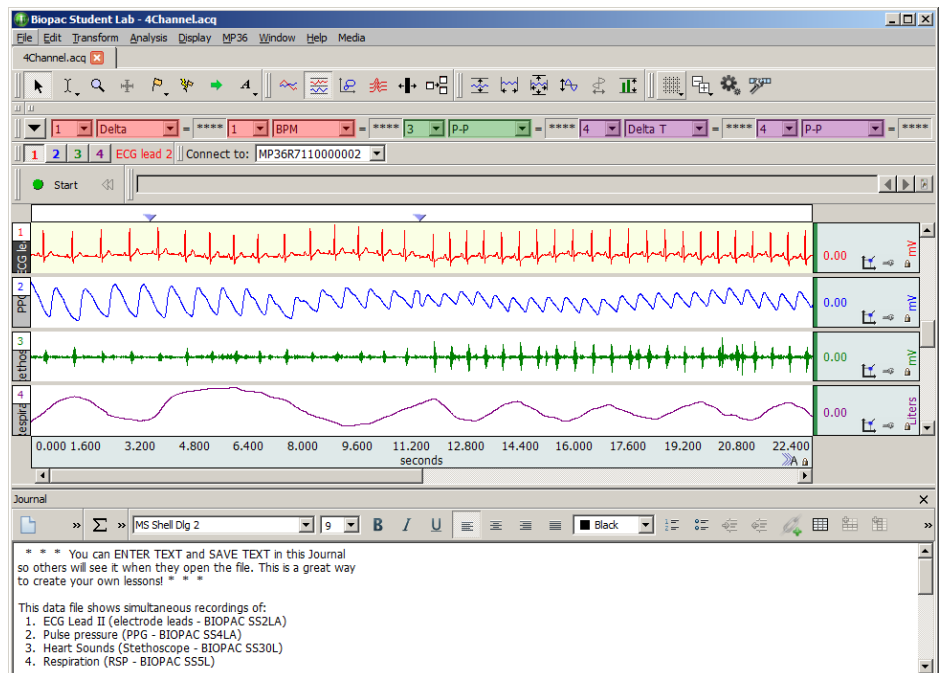 Biopac Student Lab - 4Channel.acq
File Edit Transform Analysis Display MP36 Window Help Media
4Channel.acq
1 Delta = **** 1 BPM = **** 3 P-P = **** 4 Delta T = **** 4 P-P = ****
1 2 3 4 ECG lead 2 Connect to: MP36R7110000002
Start
1
ECG le
0.00
mV
2
PPG
0.00
mV
3
ethos
0.00
mV
4
espira
0.00
Liters
0.000 1.600 3.200 4.800 6.400 8.000 9.600 11.200 12.800 14.400 16.000 17.600 19.200 20.800 22.400
seconds
A
Journal
MS Shell Dlg 2 9 B I U Black
* * * You can ENTER TEXT and SAVE TEXT in this Journal
so others will see it when they open the file. This is a great way
to create your own lessons! * * *
This data file shows simultaneous recordings of:
1. ECG Lead II (electrode leads - BIOPAC SS2LA)
2. Pulse pressure (PPG - BIOPAC SS4LA)
3. Heart Sounds (Stethoscope - BIOPAC SS30L)
4. Respiration (RSP - BIOPAC SS5L)